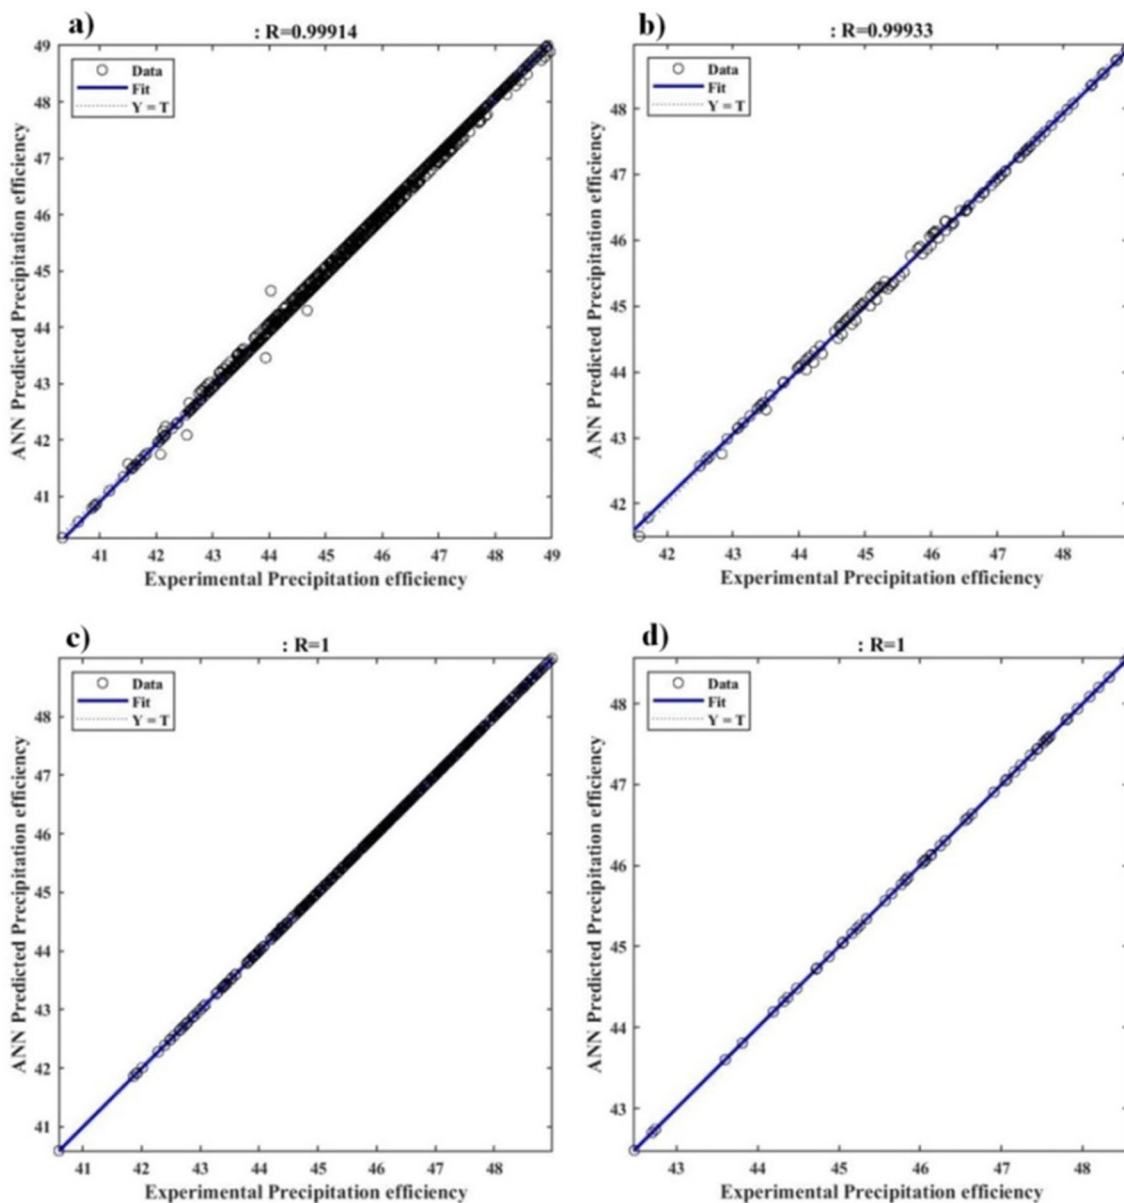 a)
: R=0.99914
Data
Fit
Y = T
49
48
47
46
45
44
43
42
41
ANN Predicted Precipitation efficiency
41 42 43 44 45 46 47 48 49
Experimental Precipitation efficiency
b)
: R=0.99933
Data
Fit
Y = T
48
47
46
45
44
43
42
ANN Predicted Precipitation efficiency
42 43 44 45 46 47 48
Experimental Precipitation efficiency
c)
: R=1
Data
Fit
Y = T
48
47
46
45
44
43
42
41
ANN Predicted Precipitation efficiency
41 42 43 44 45 46 47 48
Experimental Precipitation efficiency
d)
: R=1
Data
Fit
Y = T
48
47
46
45
44
43
ANN Predicted Precipitation efficiency
43 44 45 46 47 48
Experimental Precipitation efficiency